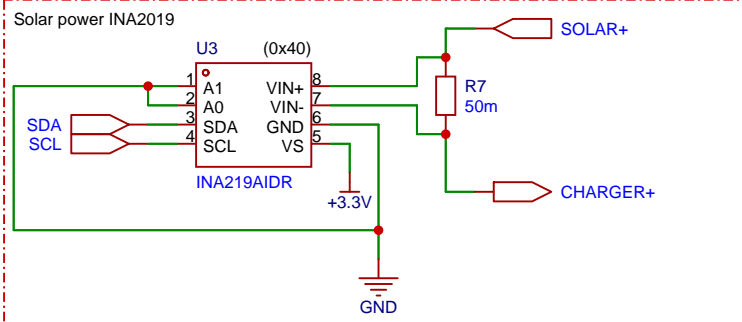 Solar power INA2019
U3 (0x40)
SOLAR+
1 A1 VIN+ 8
2 A0 VIN- 7
3 SDA GND 6
4 SCL VS 5
SDA
SCL
R7
50m
INA219AIDR
+3.3V
CHARGER+
GND